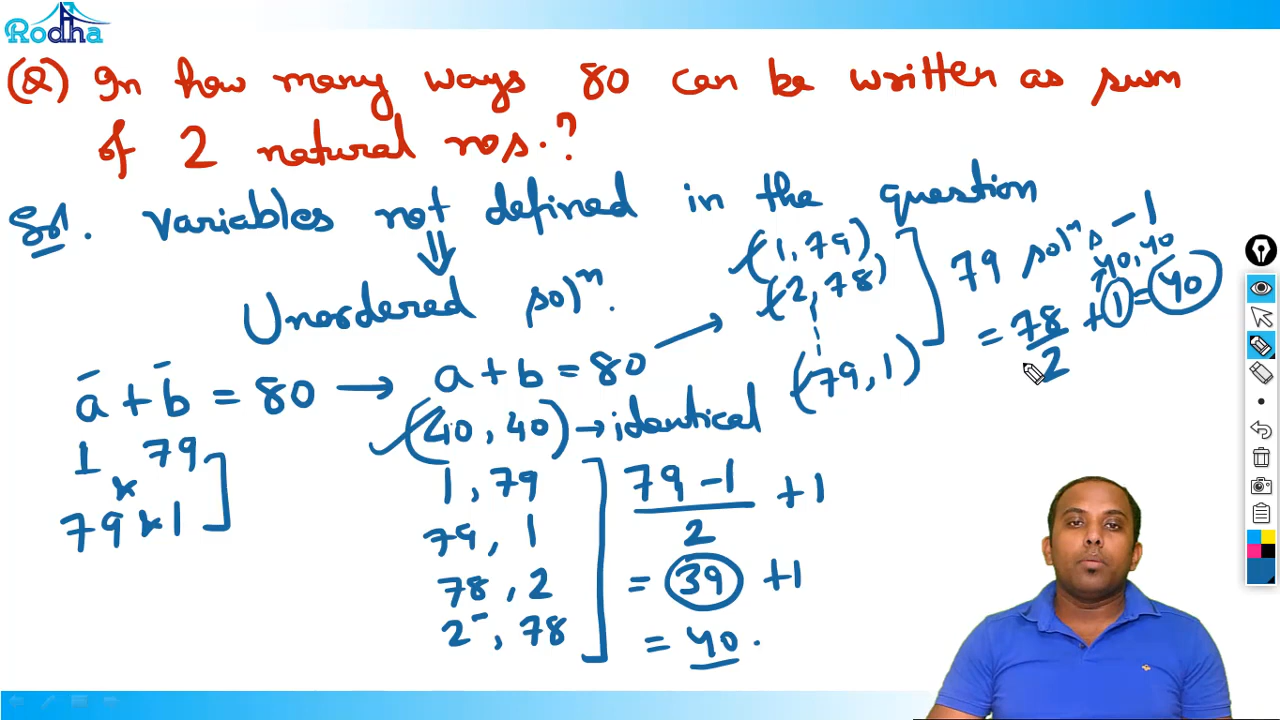 Rodha
(Q) In how many ways 80 can be written as sum
of 2 natural nos.?
Solⁿ. Variables not defined in the question
⇓
Unordered solⁿ.
a + b = 80 → a + b = 80 →
(1, 79)
(2, 78)
(79, 1)
79 solⁿs - 1
40, 40
= 78/2 + 1 = 40
(40, 40) → identical
1 79
79 1
1, 79
79, 1
78, 2
2, 78
79 - 1
2
+ 1
= 39 + 1
= 40.